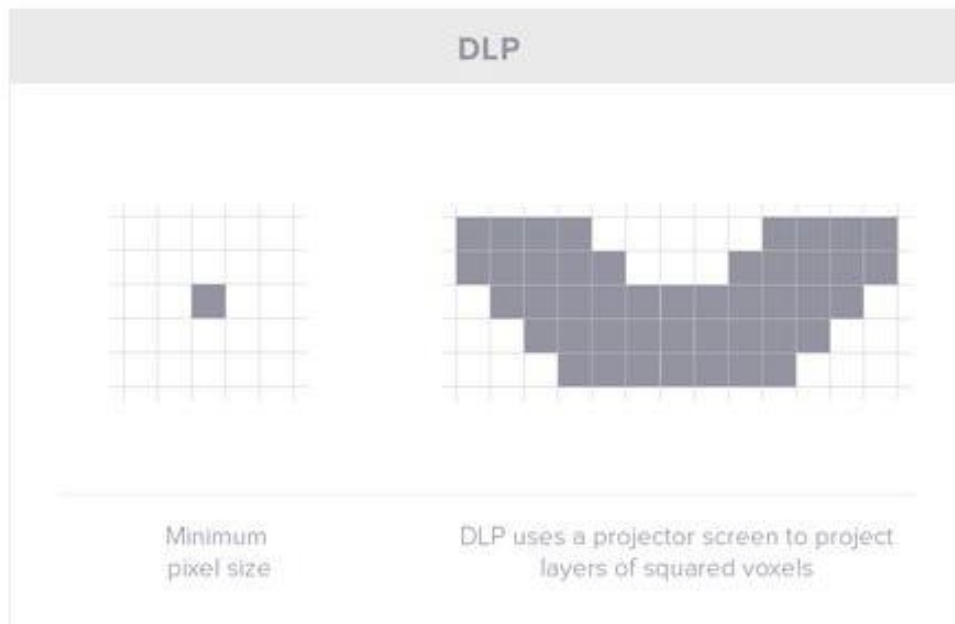 DLP
Minimum
pixel size
DLP uses a projector screen to project
layers of squared voxels